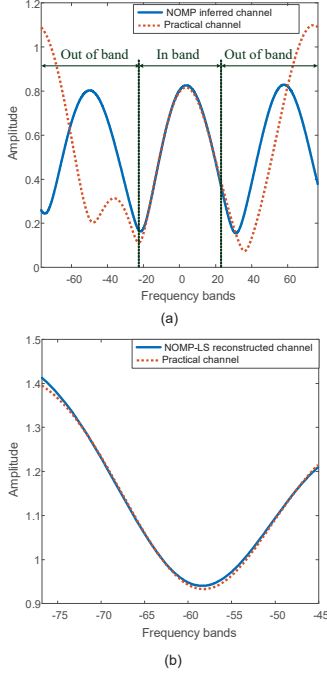 NOMP inferred channel
Practical channel
Out of band
In band
Out of band
1.2
1
0.8
0.6
0.4
0.2
0
Amplitude
-60
-40
-20
0
20
40
60
Frequency bands
(a)
NOMP-LS reconstructed channel
Practical channel
1.5
1.4
1.3
1.2
1.1
1
0.9
Amplitude
-75
-70
-65
-60
-55
-50
-45
Frequency bands
(b)